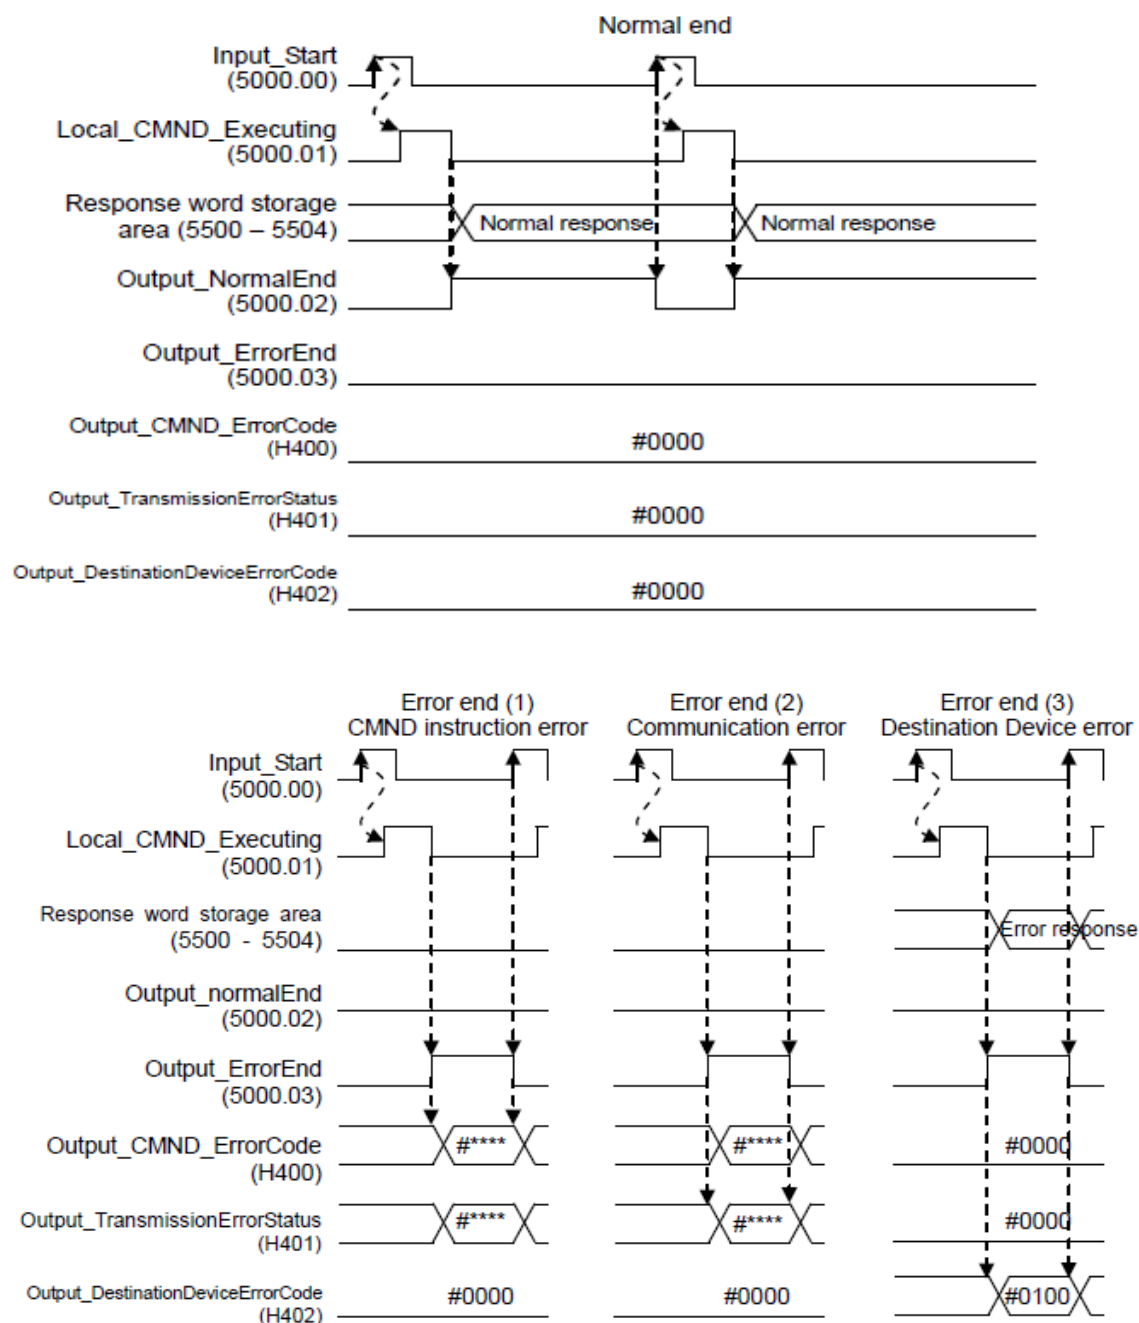 Normal end
Input_Start
(5000.00)
Local_CMND_Executing
(5000.01)
Response word storage
area (5500 – 5504)
Normal response
Normal response
Output_NormalEnd
(5000.02)
Output_ErrorEnd
(5000.03)
Output_CMND_ErrorCode
(H400)
#0000
Output_TransmissionErrorStatus
(H401)
#0000
Output_DestinationDeviceErrorCode
(H402)
#0000
Error end (1)
CMND instruction error
Error end (2)
Communication error
Error end (3)
Destination Device error
Input_Start
(5000.00)
Local_CMND_Executing
(5000.01)
Response word storage area
(5500 - 5504)
Error response
Output_normalEnd
(5000.02)
Output_ErrorEnd
(5000.03)
Output_CMND_ErrorCode
(H400)
#****
#****
#0000
Output_TransmissionErrorStatus
(H401)
#****
#****
#0000
Output_DestinationDeviceErrorCode
(H402)
#0000
#0000
#0100